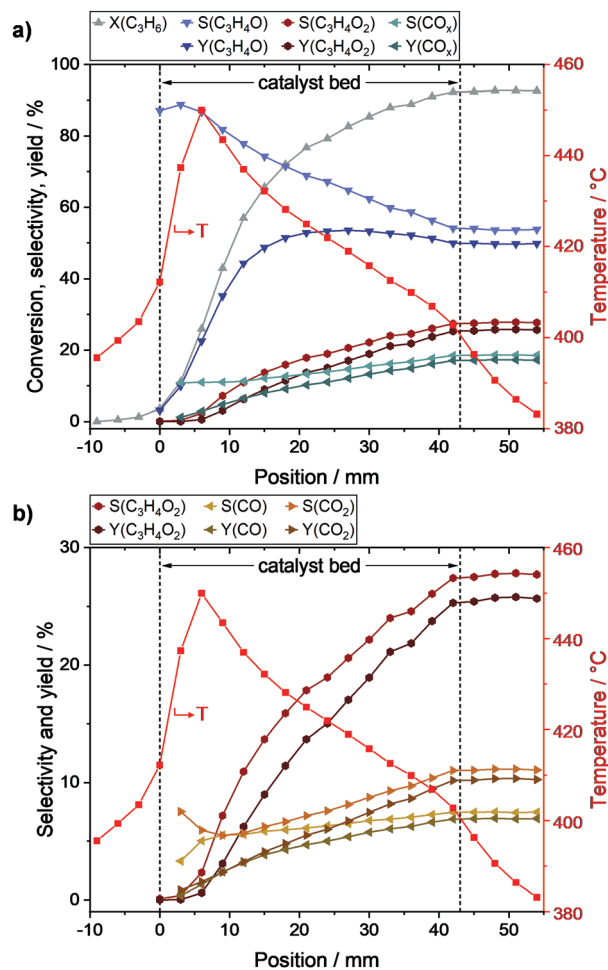 a)
X(C₃H₆) S(C₃H₄O) S(C₃H₄O₂) S(COₓ)
Y(C₃H₄O) Y(C₃H₄O₂) Y(COₓ)
catalyst bed
T
Conversion, selectivity, yield / %
100
80
60
40
20
0
460
440
420
400
380
Temperature / °C
-10 0 10 20 30 40 50
Position / mm
b)
S(C₃H₄O₂) S(CO) S(CO₂)
Y(C₃H₄O₂) Y(CO) Y(CO₂)
catalyst bed
T
Selectivity and yield / %
30
20
10
0
460
440
420
400
380
Temperature / °C
-10 0 10 20 30 40 50
Position / mm